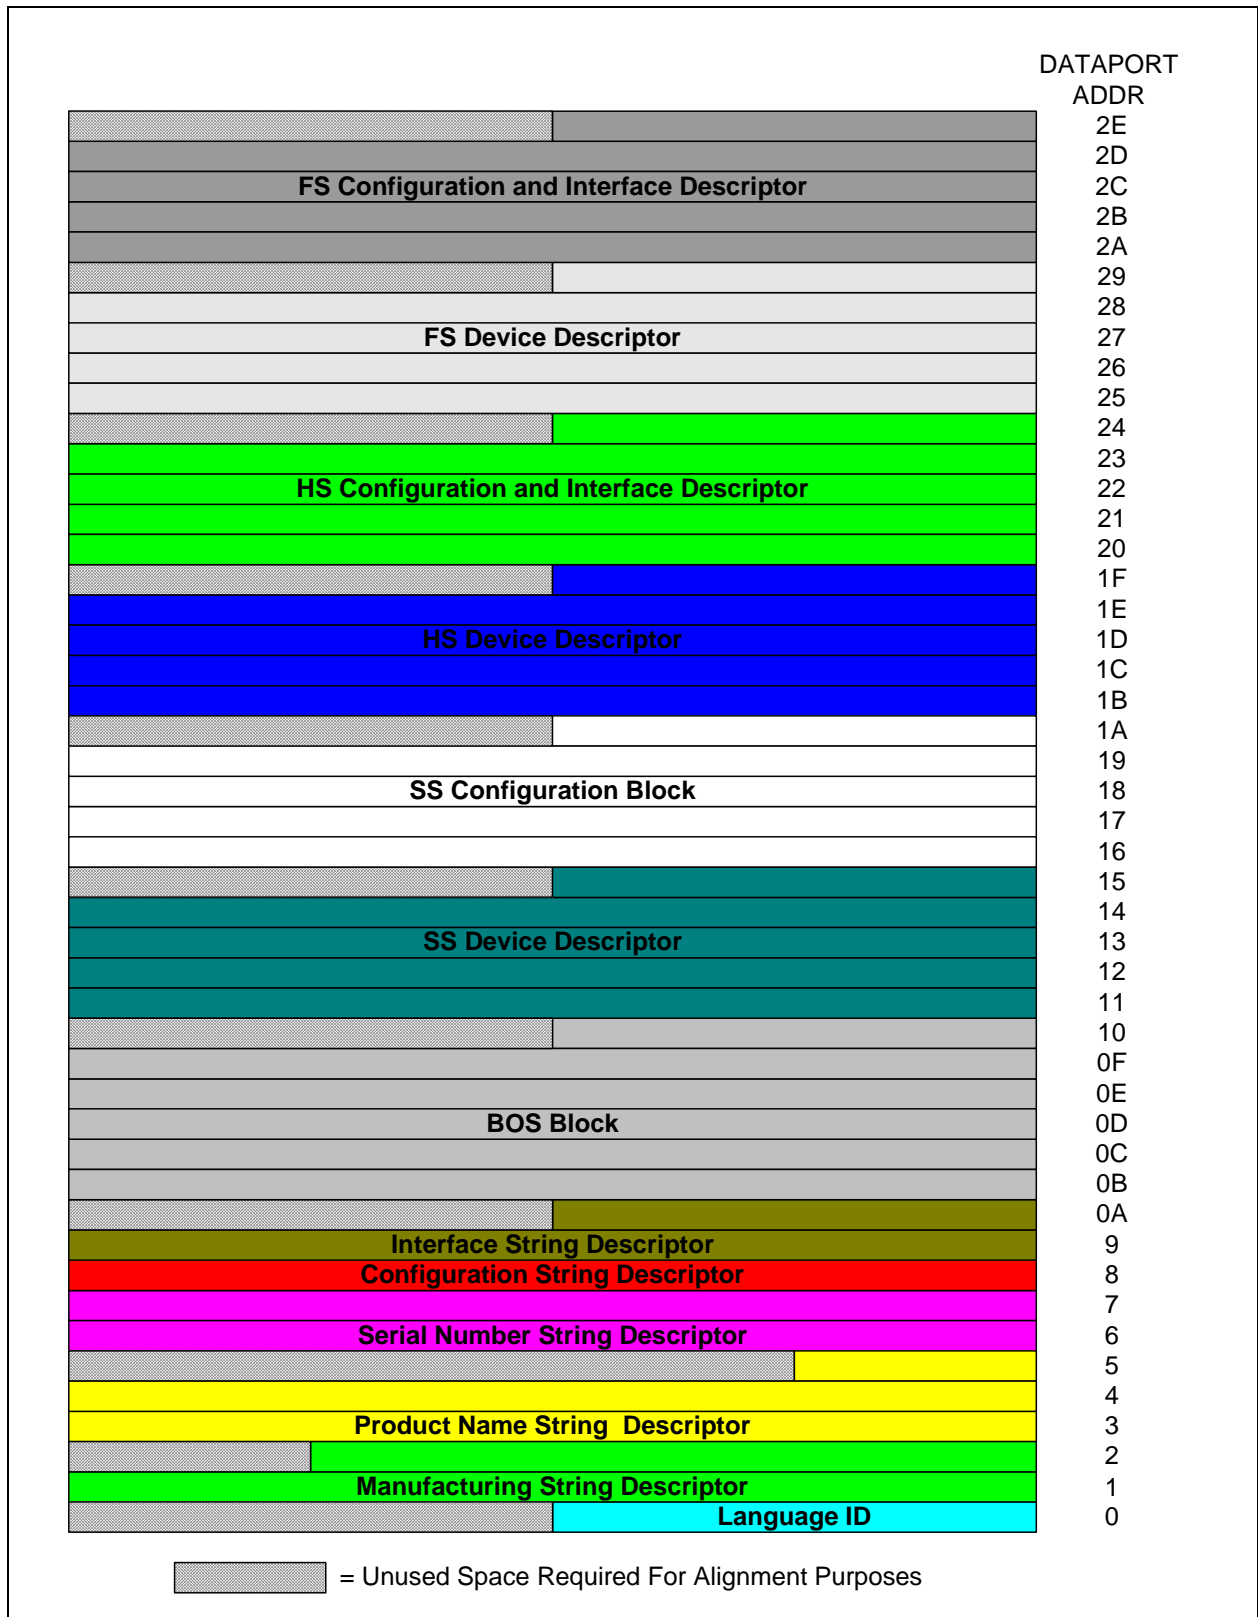 DATAPORT
ADDR
2E
2D
FS Configuration and Interface Descriptor 2C
2B
2A
29
28
FS Device Descriptor 27
26
25
24
23
HS Configuration and Interface Descriptor 22
21
20
1F
1E
HS Device Descriptor 1D
1C
1B
1A
19
SS Configuration Block 18
17
16
15
14
SS Device Descriptor 13
12
11
10
0F
0E
BOS Block 0D
0C
0B
0A
Interface String Descriptor 9
Configuration String Descriptor 8
7
Serial Number String Descriptor 6
5
4
Product Name String Descriptor 3
2
Manufacturing String Descriptor 1
Language ID 0
= Unused Space Required For Alignment Purposes